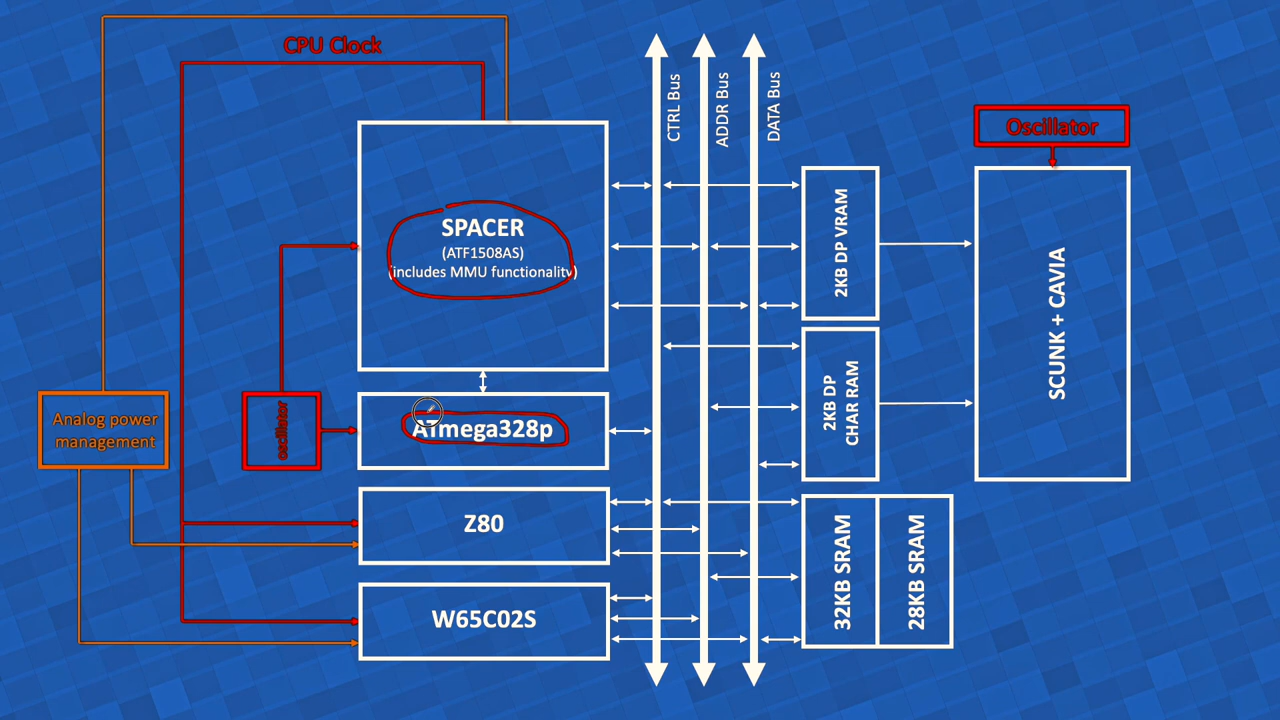 CPU Clock
CTRL Bus
ADDR Bus
DATA Bus
Oscillator
SPACER
(ATF1508AS)
(includes MMU functionality)
2KB DP VRAM
SCUNK + CAVIA
2KB DP
CHAR RAM
Analog power
management
oscillator
ATmega328p
Z80
32KB SRAM
28KB SRAM
W65C02S